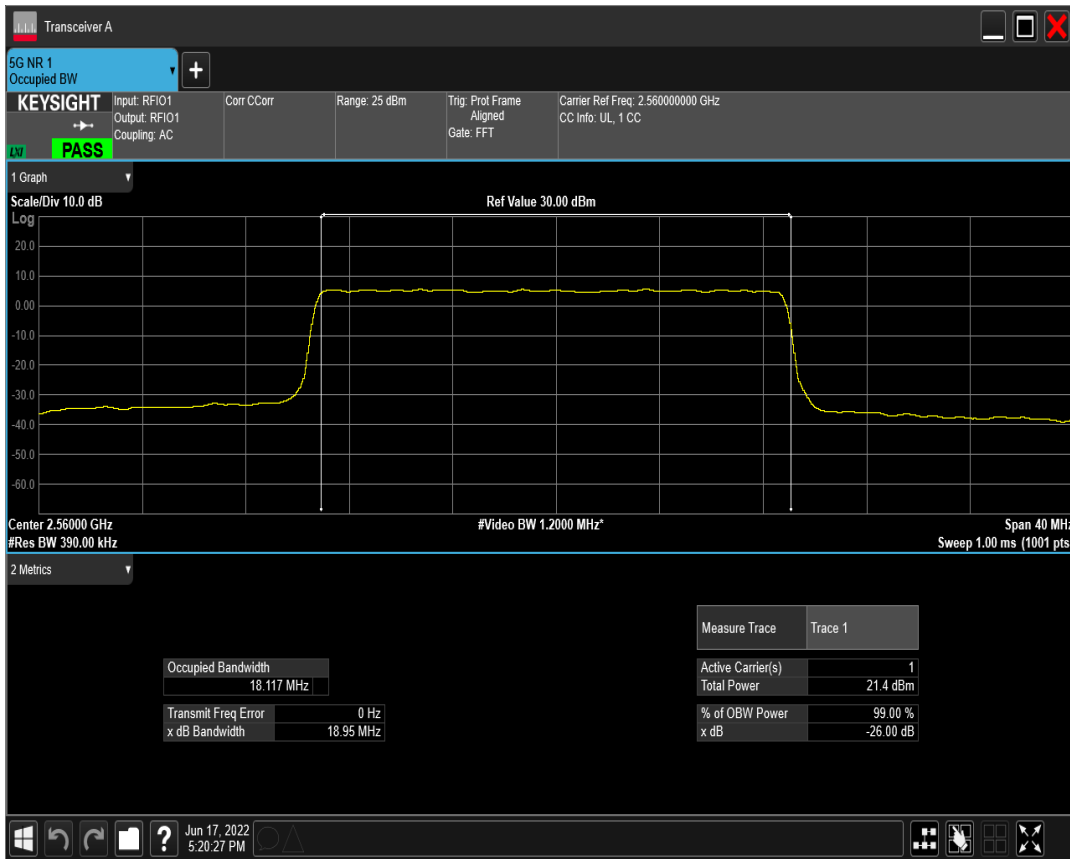 Transceiver A
5G NR 1
Occupied BW
+
KEYSIGHT
LXI
PASS
Input: RFIO1
Output: RFIO1
Coupling: AC
Corr CCorr
Range: 25 dBm
Trig: Prot Frame
Aligned
Gate: FFT
Carrier Ref Freq: 2.560000000 GHz
CC Info: UL, 1 CC
1 Graph
Scale/Div 10.0 dB
Ref Value 30.00 dBm
Log
20.0
10.0
0.00
-10.0
-20.0
-30.0
-40.0
-50.0
-60.0
Center 2.56000 GHz
#Video BW 1.2000 MHz*
Span 40 MHz
#Res BW 390.00 kHz
Sweep 1.00 ms (1001 pts
2 Metrics
Measure Trace Trace 1
Occupied Bandwidth
18.117 MHz
Active Carrier(s) 1
Total Power 21.4 dBm
Transmit Freq Error 0 Hz
x dB Bandwidth 18.95 MHz
% of OBW Power 99.00 %
x dB -26.00 dB
?
Jun 17, 2022
5:20:27 PM